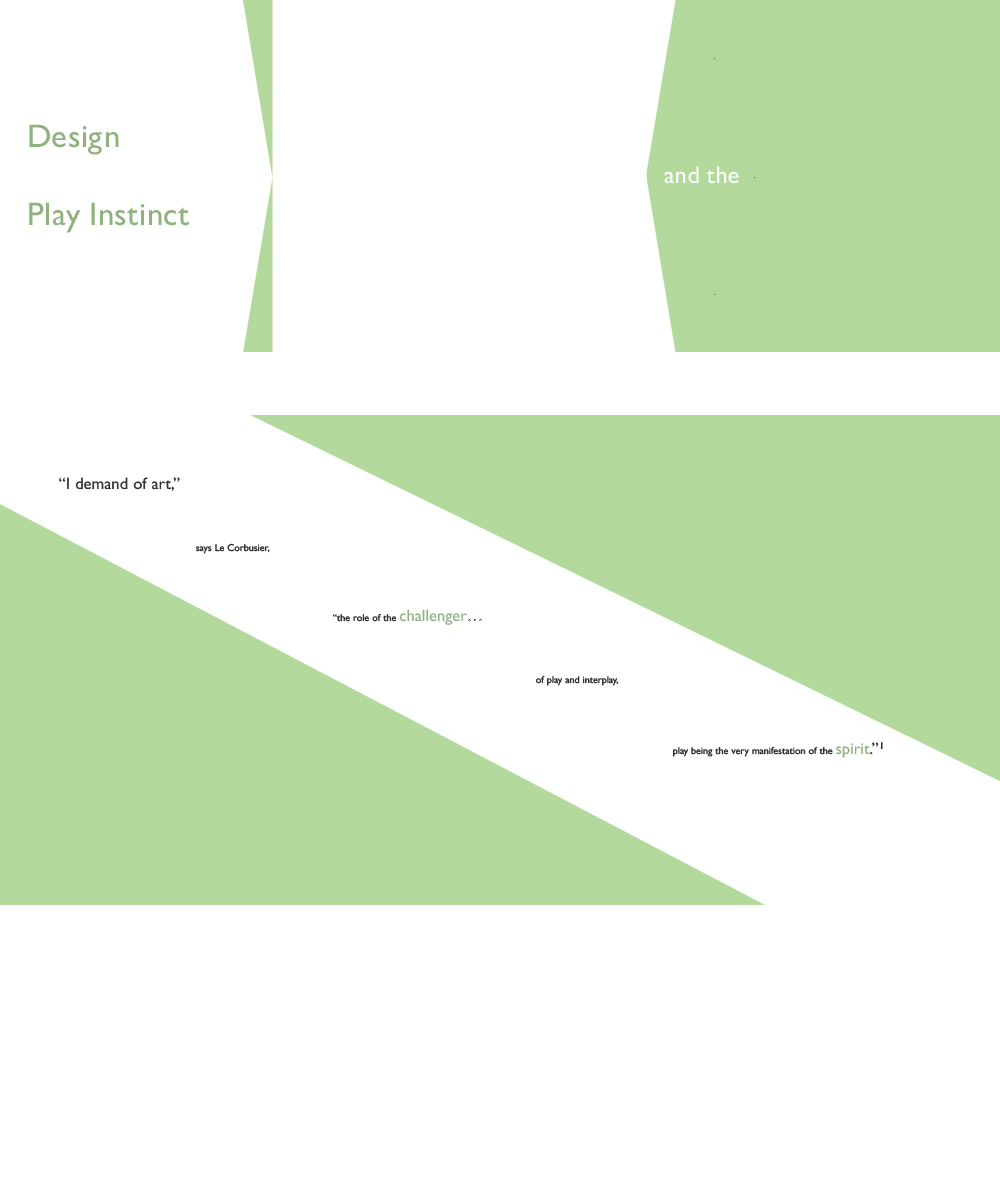 Design
and the
Play Instinct
“I demand of art,”
says Le Corbusier,
“the role of the challenger...
of play and interplay,
play being the very manifestation of the spirit.”1